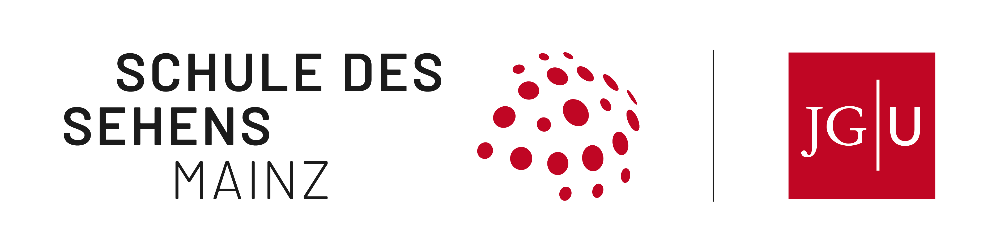 SCHULE DES
SEHENS
MAINZ
JG|U